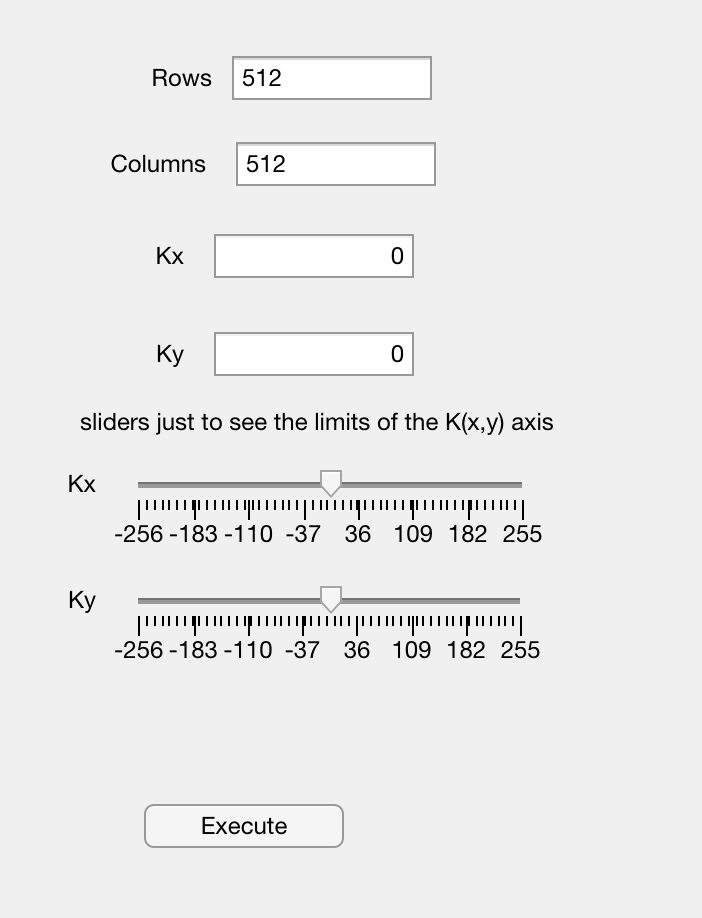 Rows 512
Columns 512
Kx 0
Ky 0
sliders just to see the limits of the K(x,y) axis
Kx
-256 -183 -110 -37 36 109 182 255
Ky
-256 -183 -110 -37 36 109 182 255
Execute